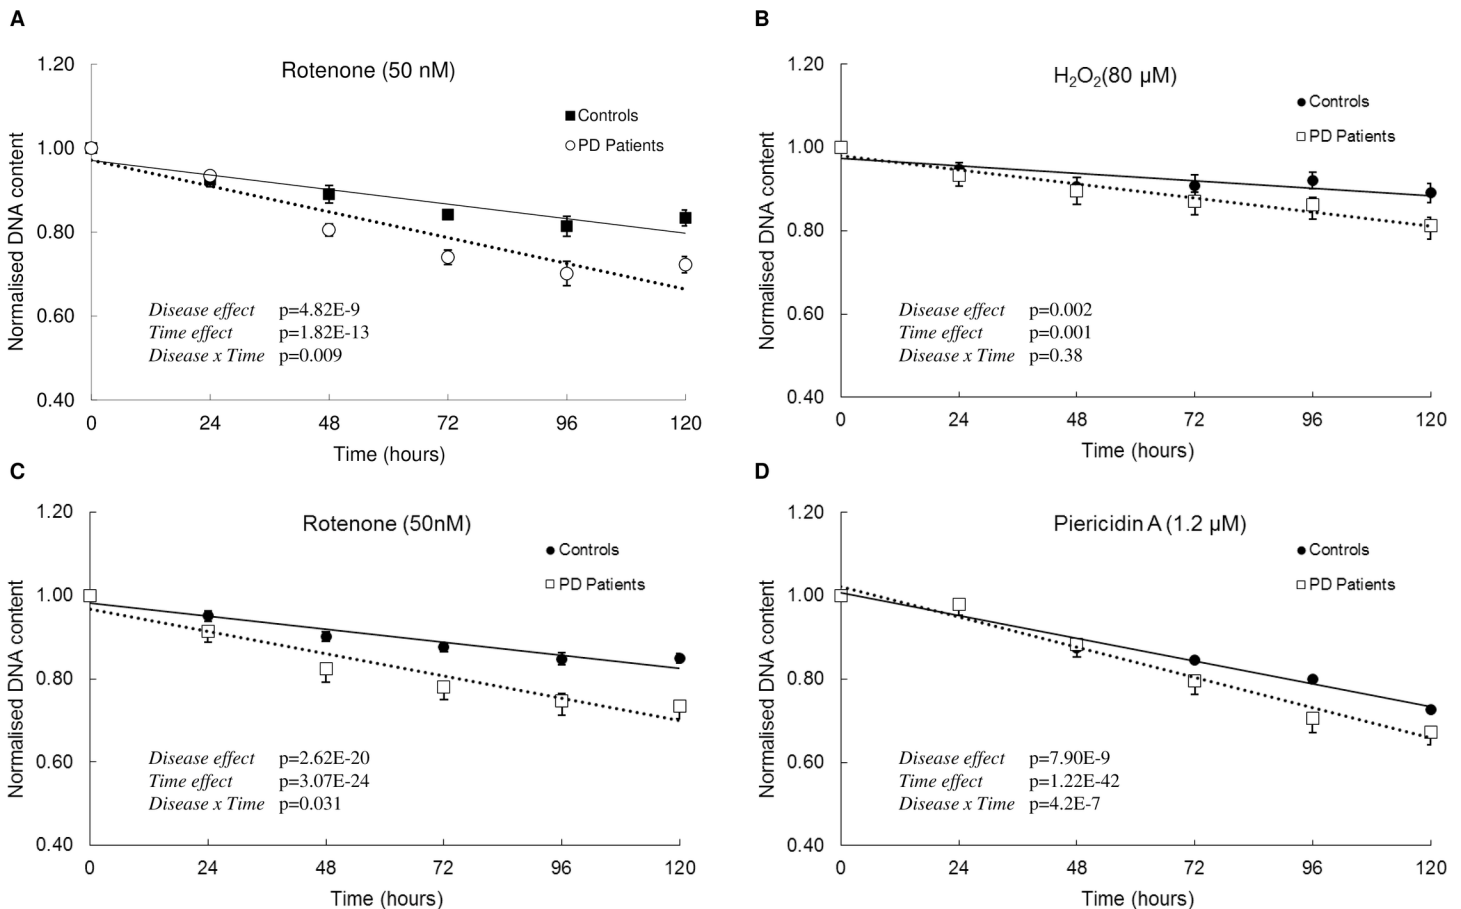 A
Rotenone (50 nM)
Controls
PD Patients
Normalised DNA content
1.20
1.00
0.80
0.60
0.40
Disease effect p=4.82E-9
Time effect p=1.82E-13
Disease x Time p=0.009
0 24 48 72 96 120
Time (hours)
B
H₂O₂(80 µM)
Controls
PD Patients
Normalised DNA content
1.20
1.00
0.80
0.60
0.40
Disease effect p=0.002
Time effect p=0.001
Disease x Time p=0.38
0 24 48 72 96 120
Time (hours)
C
Rotenone (50nM)
Controls
PD Patients
Normalised DNA content
1.20
1.00
0.80
0.60
0.40
Disease effect p=2.62E-20
Time effect p=3.07E-24
Disease x Time p=0.031
0 24 48 72 96 120
Time (hours)
D
Piericidin A (1.2 µM)
Controls
PD Patients
Normalised DNA content
1.20
1.00
0.80
0.60
0.40
Disease effect p=7.90E-9
Time effect p=1.22E-42
Disease x Time p=4.2E-7
0 24 48 72 96 120
Time (hours)